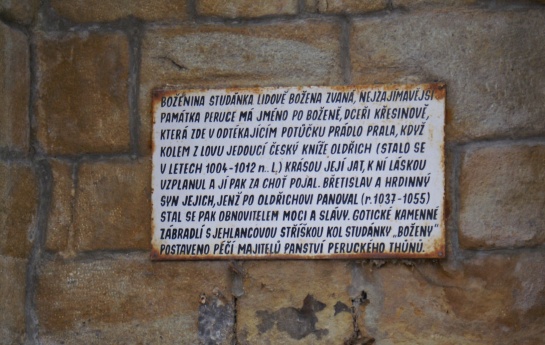 BOŽENINA STUDÁNKA LIDOVĚ BOŽENA ZVANÁ, NEJZAJÍMAVĚJŠÍ
PAMÁTKA PERUCE MÁ JMÉNO PO BOŽENĚ, DCEŘI KŘESINOVĚ,
KTERÁ ZDE V ODTÉKAJÍCÍM POTŮČKU PRÁDLO PRALA, KDYŽ
KOLEM Z LOVU JEDOUCÍ ČESKÝ KNÍŽE OLDŘICH (STALO SE
V LETECH 1004-1012 n. L.) KRÁSOU JEJÍ JAT, K NÍ LÁSKOU
VZPLANUL A JÍ PAK ZA CHOŤ POJAL. BŘETISLAV A HRDINNÝ
SYN JEJICH, JENŽ PO OLDŘICHOVI PANOVAL (r. 1037-1055)
STAL SE PAK OBNOVITELEM MOCI A SLÁVY. GOTICKÉ KAMENNÉ
ZÁBRADLÍ S JEHLANCOVOU STŘÍŠKOU KOL STUDÁNKY „BOŽENY"
POSTAVENO PÉČÍ MAJITELŮ PANSTVÍ PERUCKÉHO THŮNŮ.